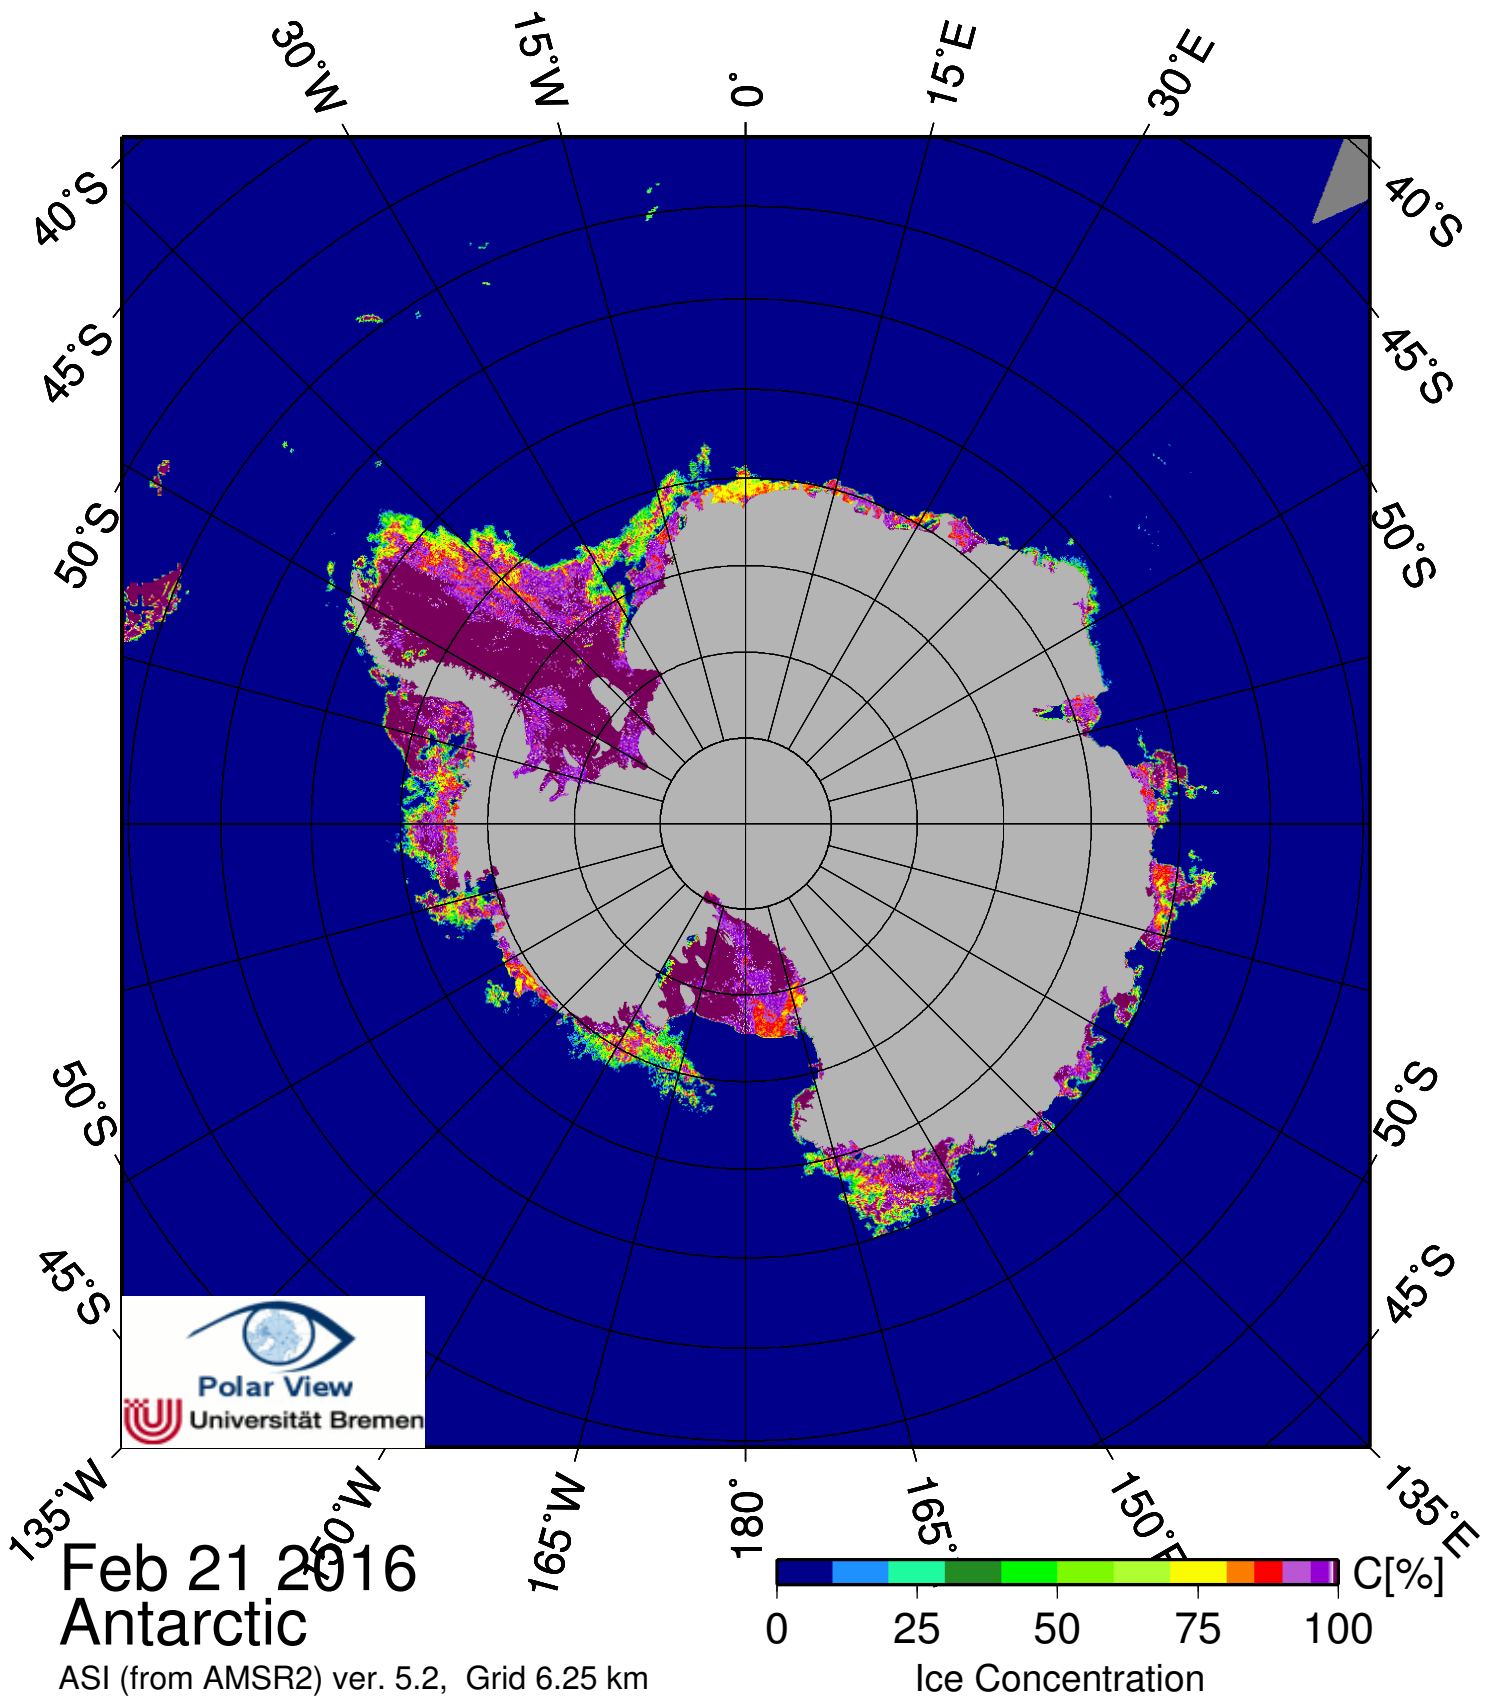 30°W
15°W
0°
15°E
30°E
40°S
40°S
45°S
45°S
50°S
50°S
50°S
50°S
45°S
45°S
Polar View
Universität Bremen
135°W
150°W
165°W
180°
165°
150°E
135°E
Feb 21 2016
Antarctic
ASI (from AMSR2) ver. 5.2, Grid 6.25 km
C[%]
0 25 50 75 100
Ice Concentration